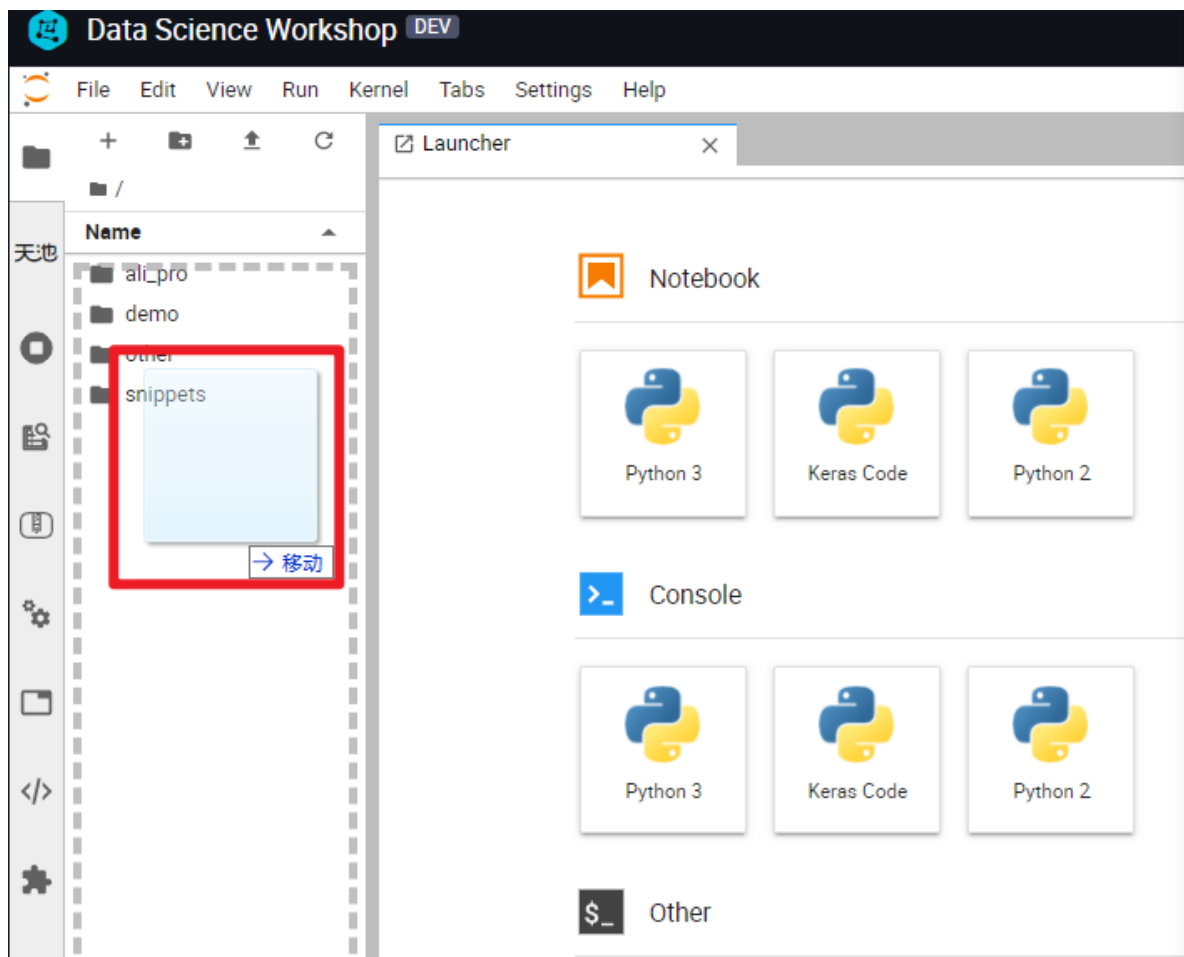 Data Science Workshop DEV
File Edit View Run Kernel Tabs Settings Help
Launcher
/
Name
天池
ali_pro
demo
other
snippets
移动
Notebook
Python 3 Keras Code Python 2
Console
Python 3 Keras Code Python 2
$_ Other